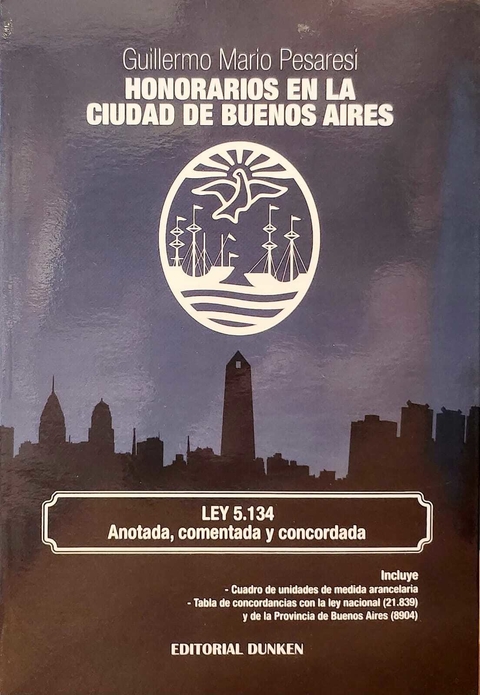 Guillermo Mario Pesaresi
HONORARIOS EN LA
CIUDAD DE BUENOS AIRES
LEY 5.134
Anotada, comentada y concordada
Incluye
- Cuadro de unidades de medida arancelaria
- Tabla de concordancias con la ley nacional (21.839)
y de la Provincia de Buenos Aires (8904)
EDITORIAL DUNKEN